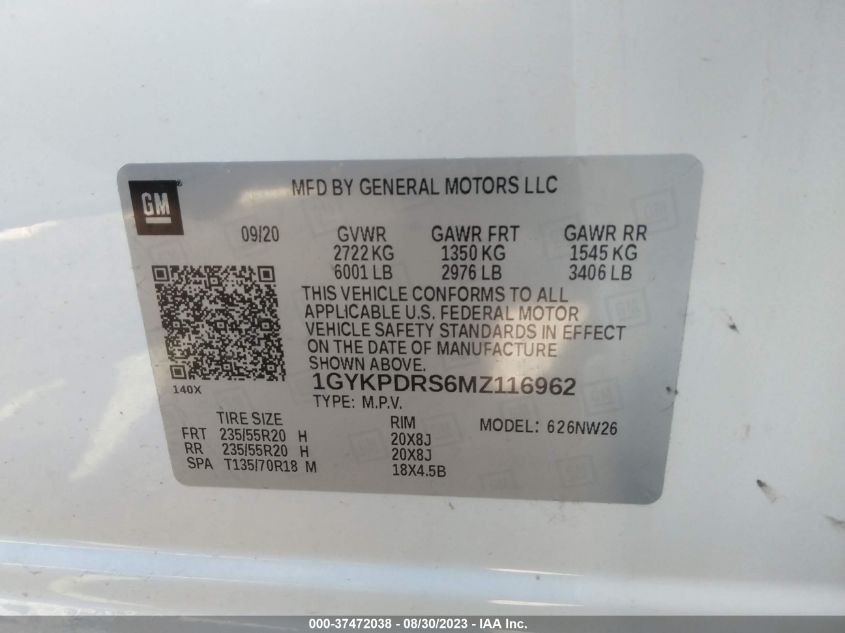 GM
MFD BY GENERAL MOTORS LLC
09/20 GVWR GAWR FRT GAWR RR
2722 KG 1350 KG 1545 KG
6001 LB 2976 LB 3406 LB
THIS VEHICLE CONFORMS TO ALL
APPLICABLE U.S. FEDERAL MOTOR
VEHICLE SAFETY STANDARDS IN EFFECT
ON THE DATE OF MANUFACTURE
SHOWN ABOVE.
1GYKPDRS6MZ116962
140X
TYPE: M.P.V.
TIRE SIZE RIM MODEL: 626NW26
FRT 235/55R20 H 20X8J
RR 235/55R20 H 20X8J
SPA T135/70R18 M 18X4.5B
000-37472038 - 08/30/2023 - IAA Inc.